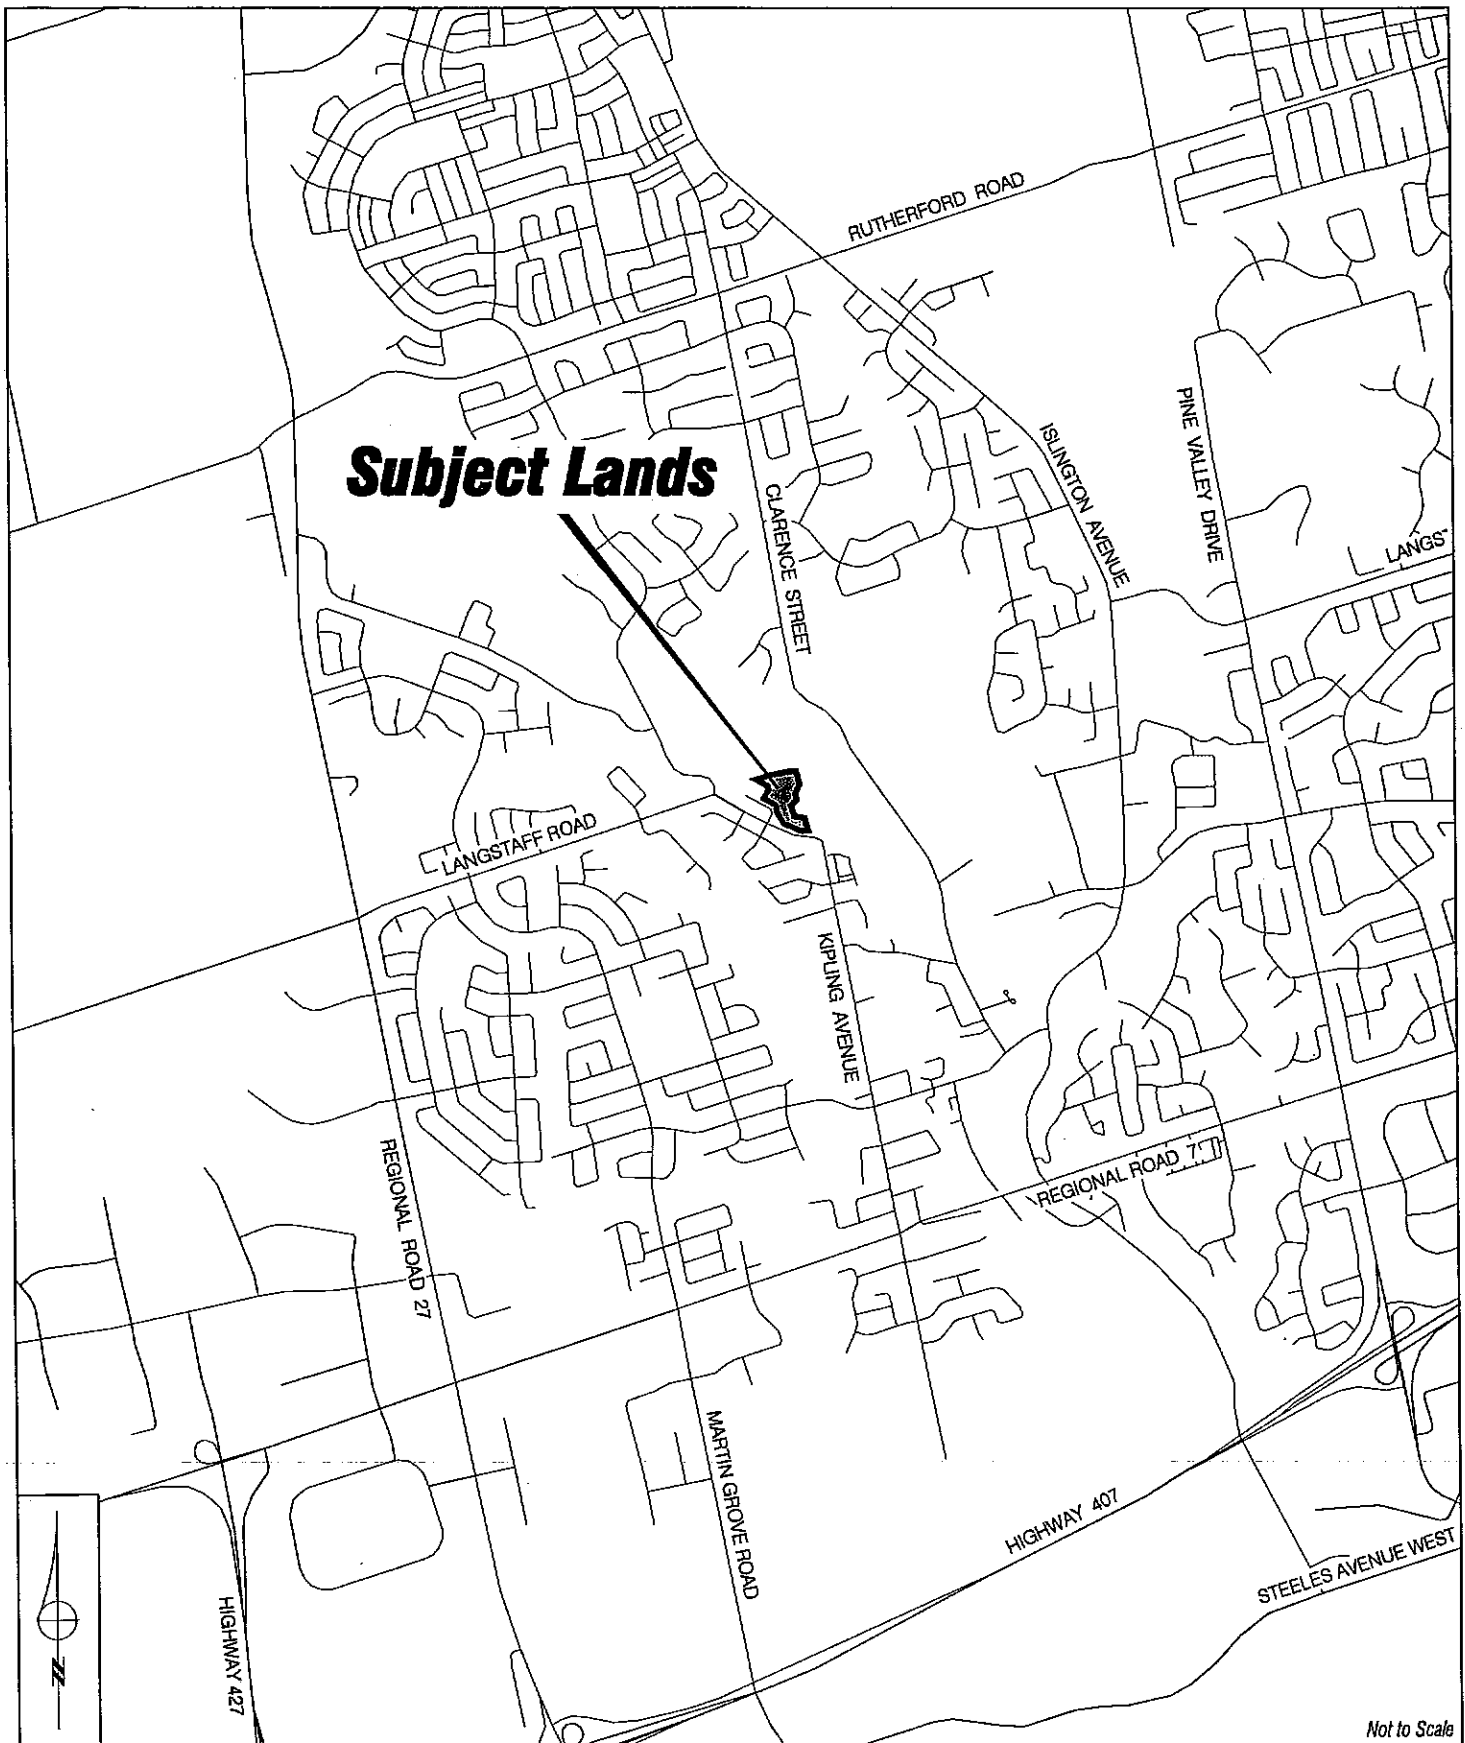 RUTHERFORD ROAD
PINE VALLEY DRIVE
ISLINGTON AVENUE
Subject Lands
CLARENCE STREET
LANGS
LANGSTAFF ROAD
KIPLING AVENUE
REGIONAL ROAD 27
REGIONAL ROAD 7
MARTIN GROVE ROAD
HIGHWAY 407
STEELES AVENUE WEST
HIGHWAY 427
N
Not to Scale